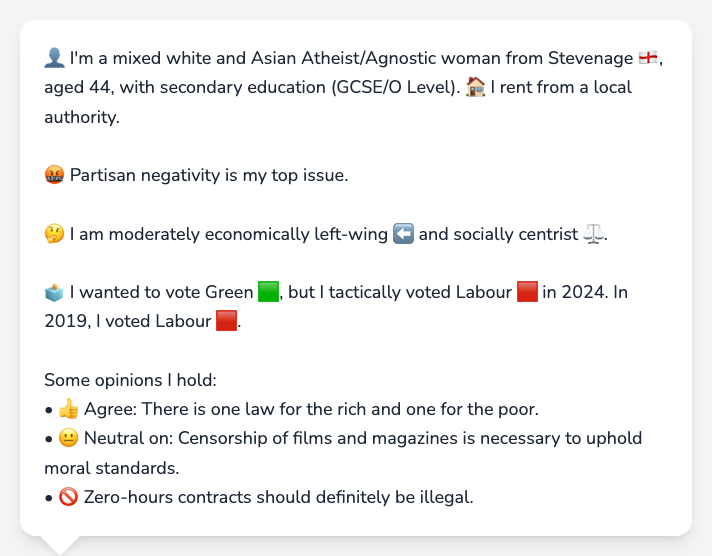 👤 I'm a mixed white and Asian Atheist/Agnostic woman from Stevenage 🏴󠁧󠁢󠁥󠁮󠁧󠁿,
aged 44, with secondary education (GCSE/O Level). 🏠 I rent from a local
authority.
🤬 Partisan negativity is my top issue.
🤔 I am moderately economically left-wing ⬅️ and socially centrist ⚖️.
🗳️ I wanted to vote Green 🟩, but I tactically voted Labour 🟥 in 2024. In
2019, I voted Labour 🟥.
Some opinions I hold:
• 👍 Agree: There is one law for the rich and one for the poor.
• 😐 Neutral on: Censorship of films and magazines is necessary to uphold
moral standards.
• 🚫 Zero-hours contracts should definitely be illegal.